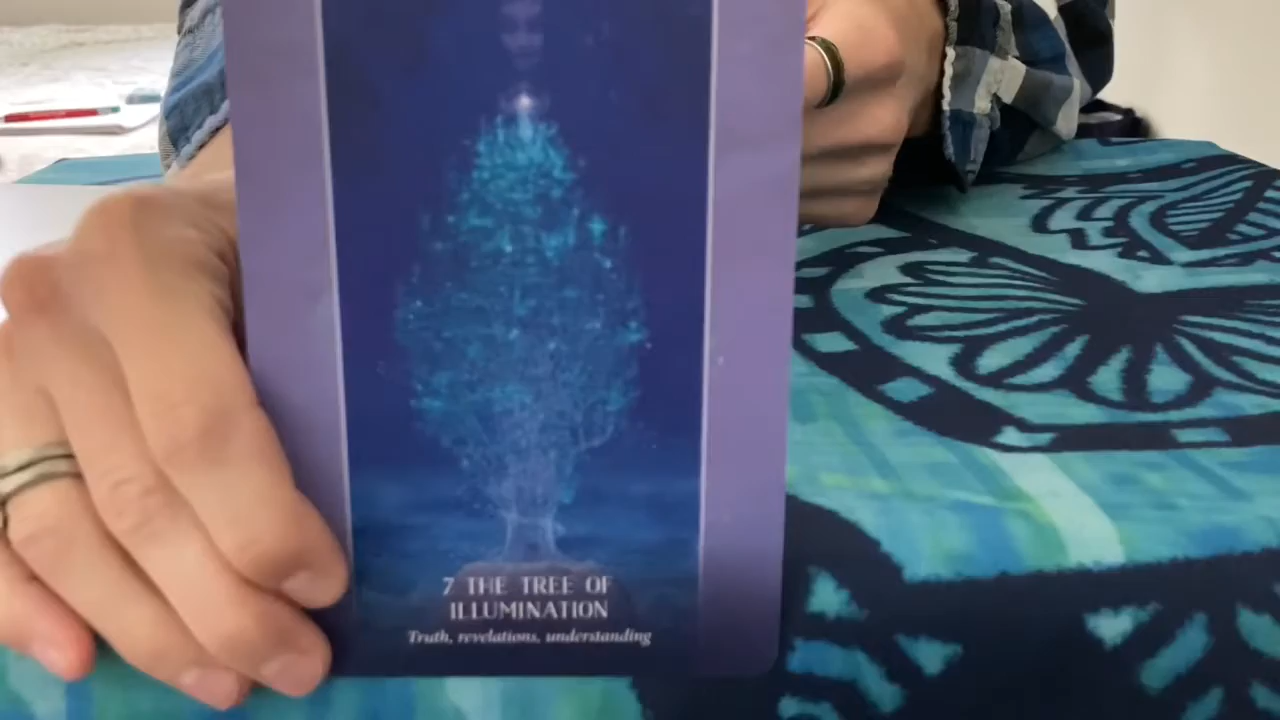 7 THE TREE OF
ILLUMINATION
Truth, revelations, understanding